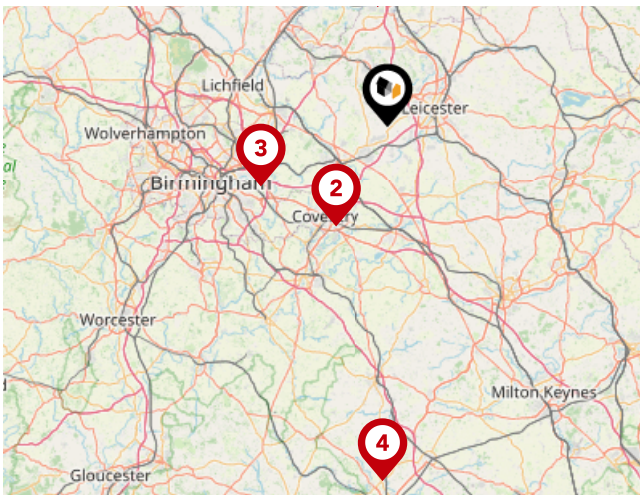 Lichfield
Leicester
Wolverhampton
3
Birmingham
2
Coventry
Worcester
Milton Keynes
4
Gloucester